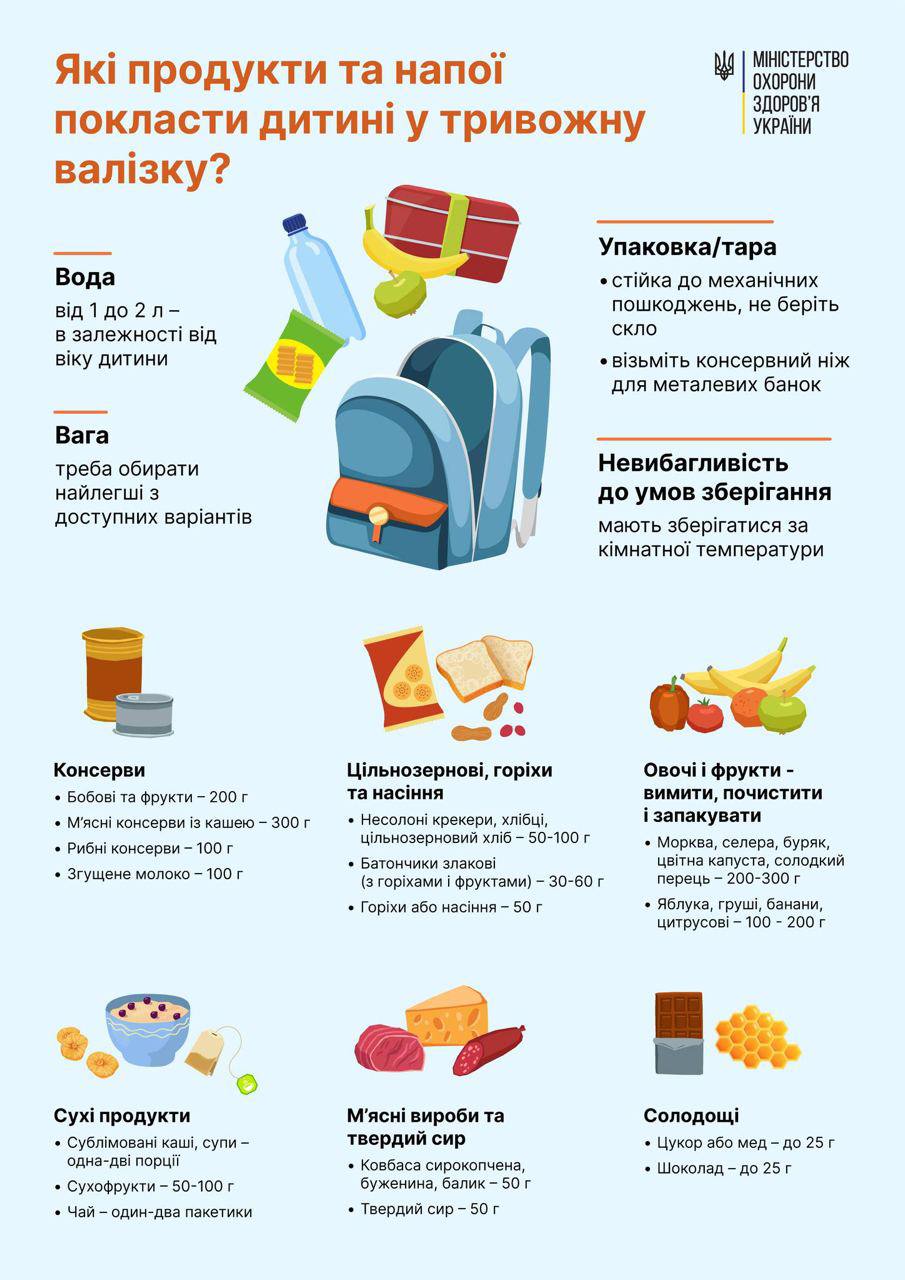 Які продукти та напої
покласти дитині у тривожну
валізку?
МІНІСТЕРСТВО
ОХОРОНИ
ЗДОРОВ'Я
УКРАЇНИ
Вода
від 1 до 2 л –
в залежності від
віку дитини
Вага
треба обирати
найлегші з
доступних варіантів
Упаковка/тара
• стійка до механічних
пошкоджень, не беріть
скло
• візьміть консервний ніж
для металевих банок
Невибагливість
до умов зберігання
мають зберігатися за
кімнатної температури
Консерви
• Бобові та фрукти – 200 г
• М'ясні консерви із кашею – 300 г
• Рибні консерви – 100 г
• Згущене молоко – 100 г
Цільнозернові, горіхи
та насіння
• Несолоні крекери, хлібці,
цільнозерновий хліб – 50-100 г
• Батончики злакові
(з горіхами і фруктами) – 30-60 г
• Горіхи або насіння – 50 г
Овочі і фрукти -
вимити, почистити
і запакувати
• Морква, селера, буряк,
цвітна капуста, солодкий
перець – 200-300 г
• Яблука, груші, банани,
цитрусові – 100 - 200 г
Сухі продукти
• Сублімовані каші, супи –
одна-дві порції
• Сухофрукти – 50-100 г
• Чай – один-два пакетики
М'ясні вироби та
твердий сир
• Ковбаса сирокопчена,
буженина, балик – 50 г
• Твердий сир – 50 г
Солодощі
• Цукор або мед – до 25 г
• Шоколад – до 25 г